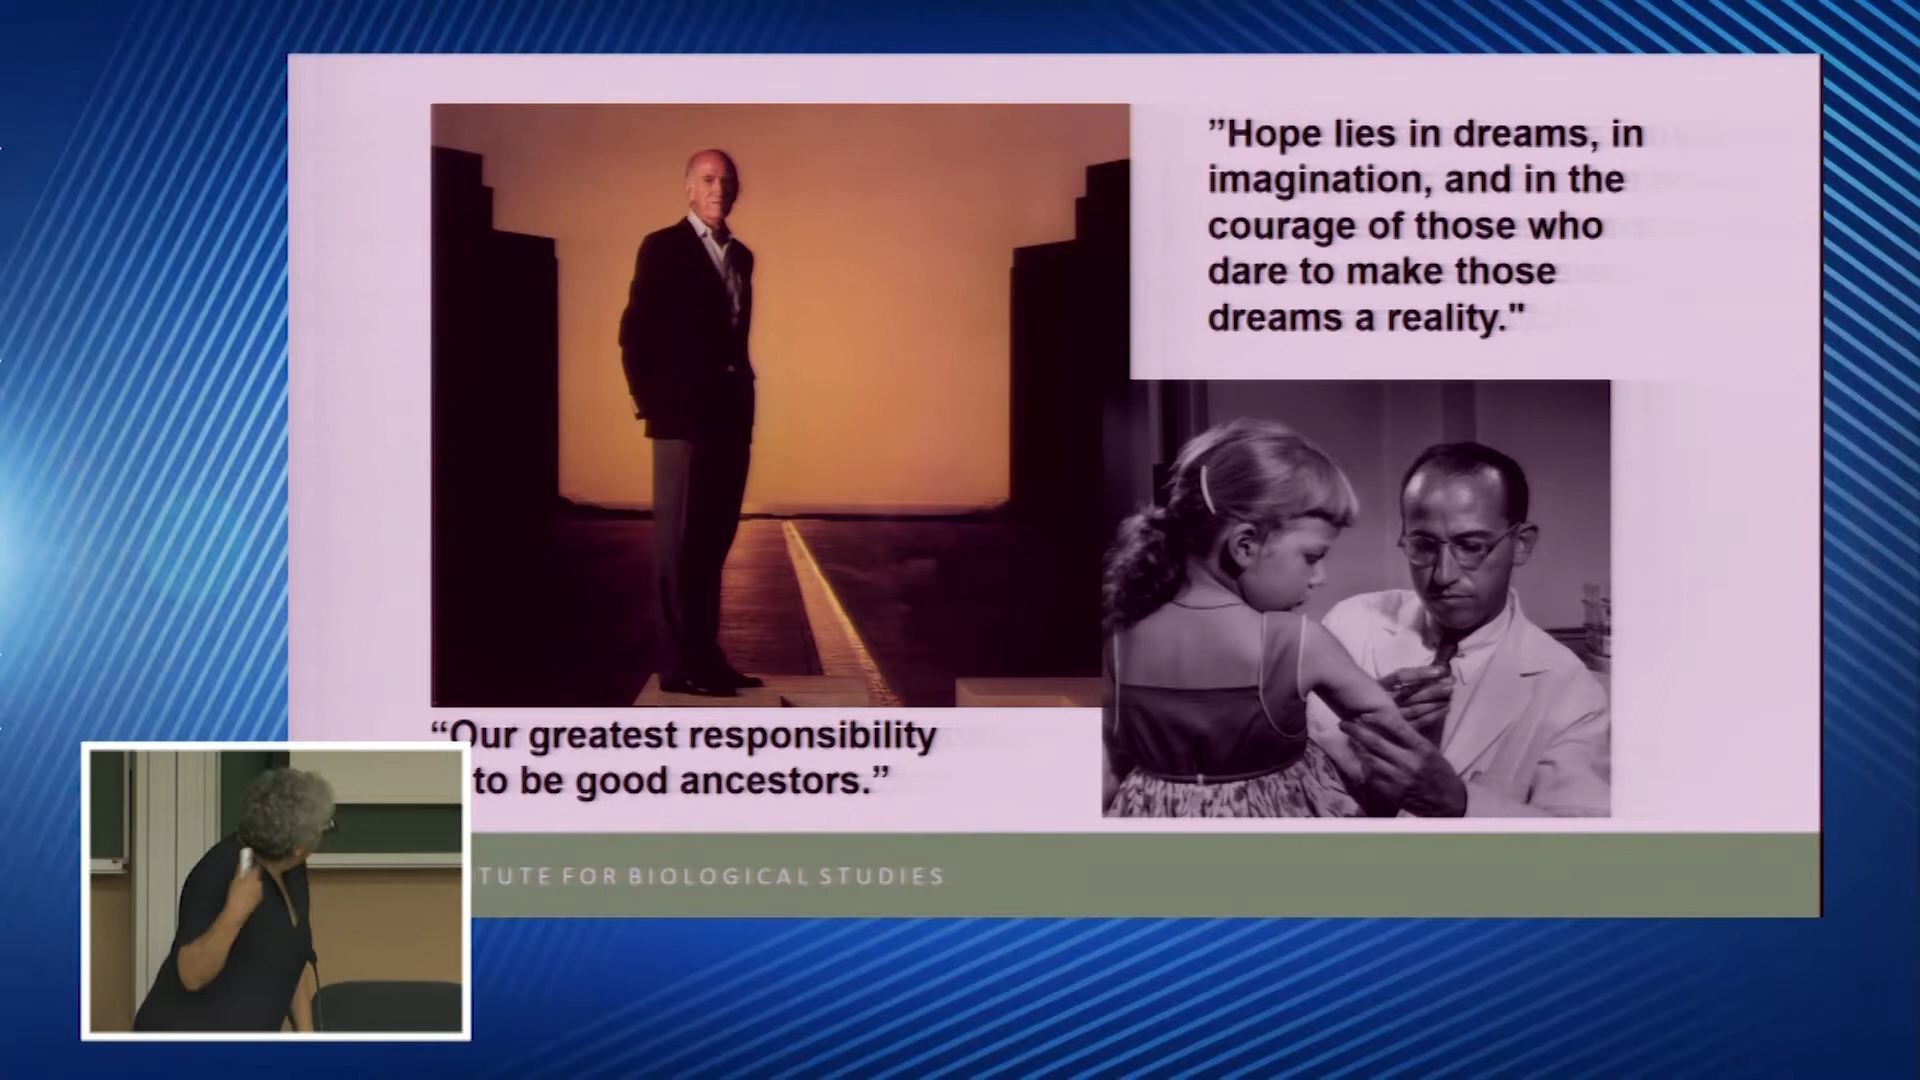 ”Hope lies in dreams, in
imagination, and in the
courage of those who
dare to make those
dreams a reality."
“Our greatest responsibility
to be good ancestors.”
TUTE FOR BIOLOGICAL STUDIES